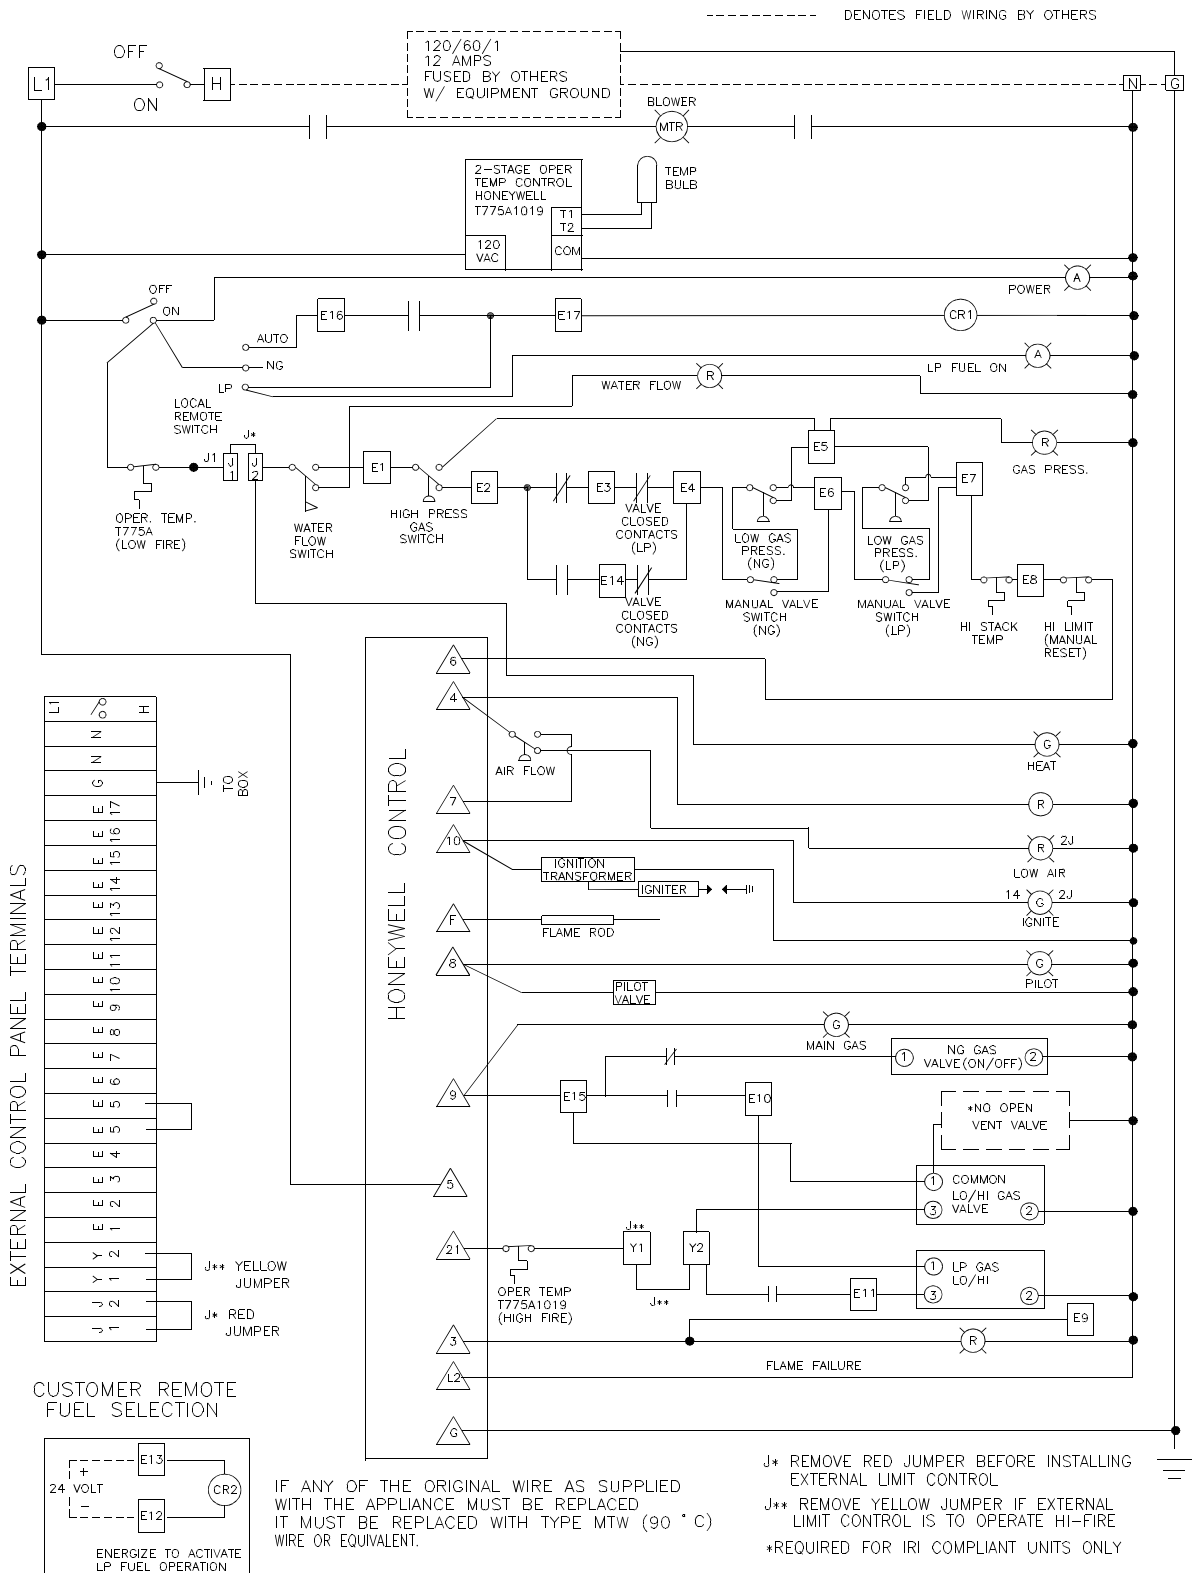 DENOTES FIELD WIRING BY OTHERS
OFF
ON
L1
H
120/60/1
12 AMPS
FUSED BY OTHERS
W/ EQUIPMENT GROUND
N
G
BLOWER
MTR
2-STAGE OPER
TEMP CONTROL
HONEYWELL
T775A1019
T1
T2
120
VAC
COM
TEMP
BULB
OFF
ON
POWER
A
AUTO
E16
E17
CR1
NG
LP
LP FUEL ON
A
WATER FLOW
R
LOCAL
REMOTE
SWITCH
J*
J1
J
1
J
2
E1
E2
E3
E4
E5
E6
E7
R
GAS PRESS.
OPER. TEMP.
T775A
(LOW FIRE)
WATER
FLOW
SWITCH
HIGH PRESS
GAS
SWITCH
VALVE
CLOSED
CONTACTS
(LP)
E14
VALVE
CLOSED
CONTACTS
(NG)
LOW GAS
PRESS.
(NG)
MANUAL VALVE
SWITCH
(NG)
LOW GAS
PRESS.
(LP)
MANUAL VALVE
SWITCH
(LP)
E8
HI STACK
TEMP
HI LIMIT
(MANUAL
RESET)
HONEYWELL CONTROL
6
4
AIR FLOW
7
10
IGNITION
TRANSFORMER
IGNITER
F
FLAME ROD
8
PILOT
VALVE
G
HEAT
R
R
2J
LOW AIR
14
G
2J
IGNITE
G
PILOT
G
MAIN GAS
9
E15
E10
1
NG GAS
VALVE(ON/OFF)
2
*NO OPEN
VENT VALVE
1
COMMON
LO/HI GAS
VALVE
3
2
5
21
OPER TEMP
T775A1019
(HIGH FIRE)
J**
Y1
Y2
J**
E11
1
LP GAS
LO/HI
3
2
E9
3
R
FLAME FAILURE
L2
G
EXTERNAL CONTROL PANEL TERMINALS
L1
H
N
N
G
TO
BOX
E 17
E 16
E 15
E 14
E 13
E 12
E 11
E 10
E 9
E 8
E 7
E 6
E 5
E 5
E 4
E 3
E 2
E 1
Y 2
Y 1
J 2
J 1
J** YELLOW
JUMPER
J* RED
JUMPER
CUSTOMER REMOTE
FUEL SELECTION
E13
+
24 VOLT
-
CR2
E12
ENERGIZE TO ACTIVATE
LP FUEL OPERATION
IF ANY OF THE ORIGINAL WIRE AS SUPPLIED
WITH THE APPLIANCE MUST BE REPLACED
IT MUST BE REPLACED WITH TYPE MTW (90 ° C)
WIRE OR EQUIVALENT.
J* REMOVE RED JUMPER BEFORE INSTALLING
EXTERNAL LIMIT CONTROL
J** REMOVE YELLOW JUMPER IF EXTERNAL
LIMIT CONTROL IS TO OPERATE HI-FIRE
*REQUIRED FOR IRI COMPLIANT UNITS ONLY